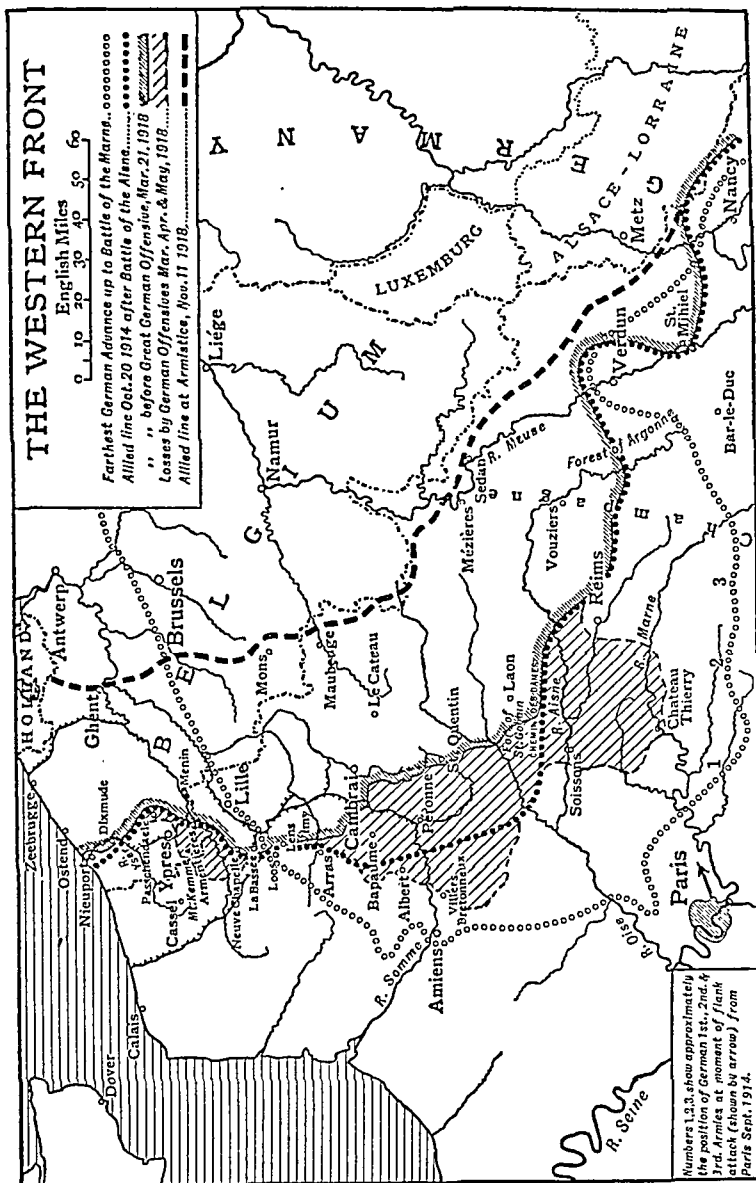 THE WESTERN FRONT
English Miles
0 10 20 30 40 50 60
Farthest German Advance up to Battle of the Marne
Allied line Oct. 20 1914 after Battle of the Aisne
" " before Great German Offensive, Mar. 21, 1918
Losses by German Offensives Mar. Apr. & May, 1918
Allied line at Armistice, Nov. 11 1918
HOLLAND
Zeebrugge
Ostend
Antwerp
Nieuport
Dixmude
Ghent
Dover
Calais
R. Yser
Passchendaele
Ypres
Menin
Brussels
BELGIUM
Liége
Cassel
Mt Kemmel
Armentières
Lille
Neuve Chapelle
La Bassée
Loos
Lens
Vimy
Mons
Namur
Arras
Cambrai
Maubeuge
Bapaume
Le Cateau
Albert
Péronne
R. Somme
Amiens
Villers
Bretonneux
St Quentin
Mézières
Sedan
R. Meuse
LUXEMBURG
GERMANY
ALSACE-LORRAINE
Metz
For. of
St Gobain
Laon
CHEMIN DES DAMES
R. Aisne
Soissons
Reims
Vouziers
Champagne
Forest of Argonne
Verdun
St.
Mihiel
Nancy
Bar-le-Duc
R. Oise
Chateau
Thierry
R. Marne
1 2 3
Paris
R. Seine
Numbers 1,2,3, show approximately
the position of German 1st., 2nd. &
3rd. Armies at moment of flank
attack (shown by arrow) from
Paris Sept. 1914.